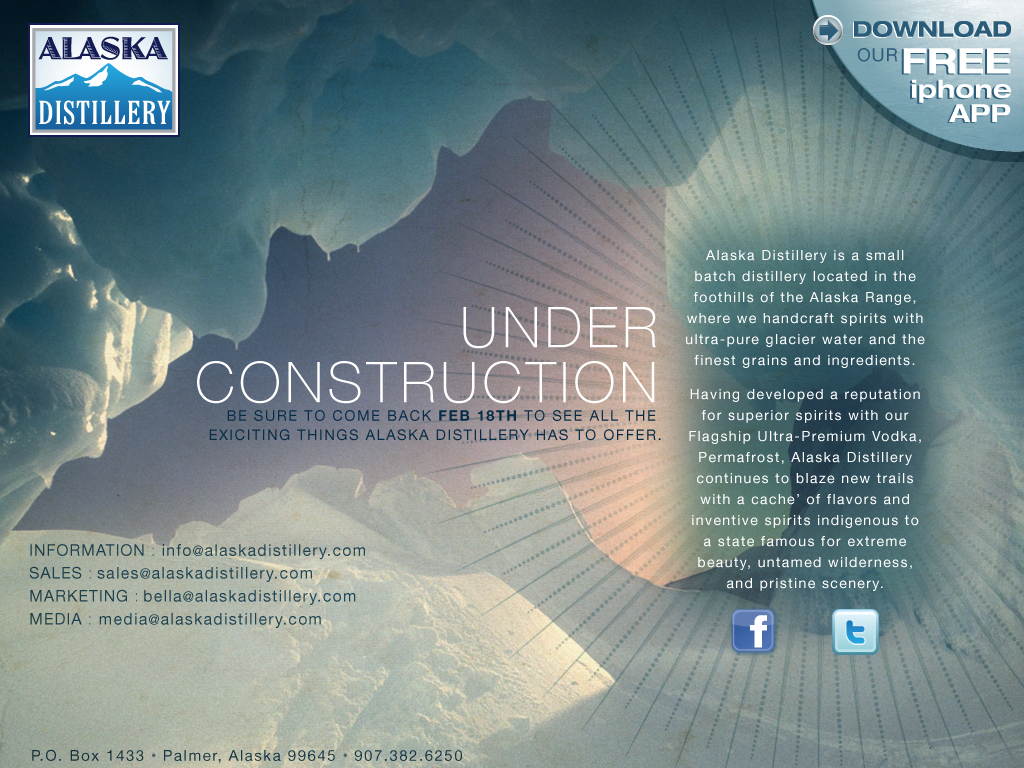 ALASKA
DISTILLERY
DOWNLOAD
OUR FREE
iphone
APP
Alaska Distillery is a small
batch distillery located in the
foothills of the Alaska Range,
where we handcraft spirits with
ultra-pure glacier water and the
finest grains and ingredients.
Having developed a reputation
for superior spirits with our
Flagship Ultra-Premium Vodka,
Permafrost, Alaska Distillery
continues to blaze new trails
with a cache’ of flavors and
inventive spirits indigenous to
a state famous for extreme
beauty, untamed wilderness,
and pristine scenery.
UNDER
CONSTRUCTION
BE SURE TO COME BACK FEB 18TH TO SEE ALL THE
EXICITING THINGS ALASKA DISTILLERY HAS TO OFFER.
INFORMATION : info@alaskadistillery.com
SALES : sales@alaskadistillery.com
MARKETING : bella@alaskadistillery.com
MEDIA : media@alaskadistillery.com
f
t
P.O. Box 1433 • Palmer, Alaska 99645 • 907.382.6250